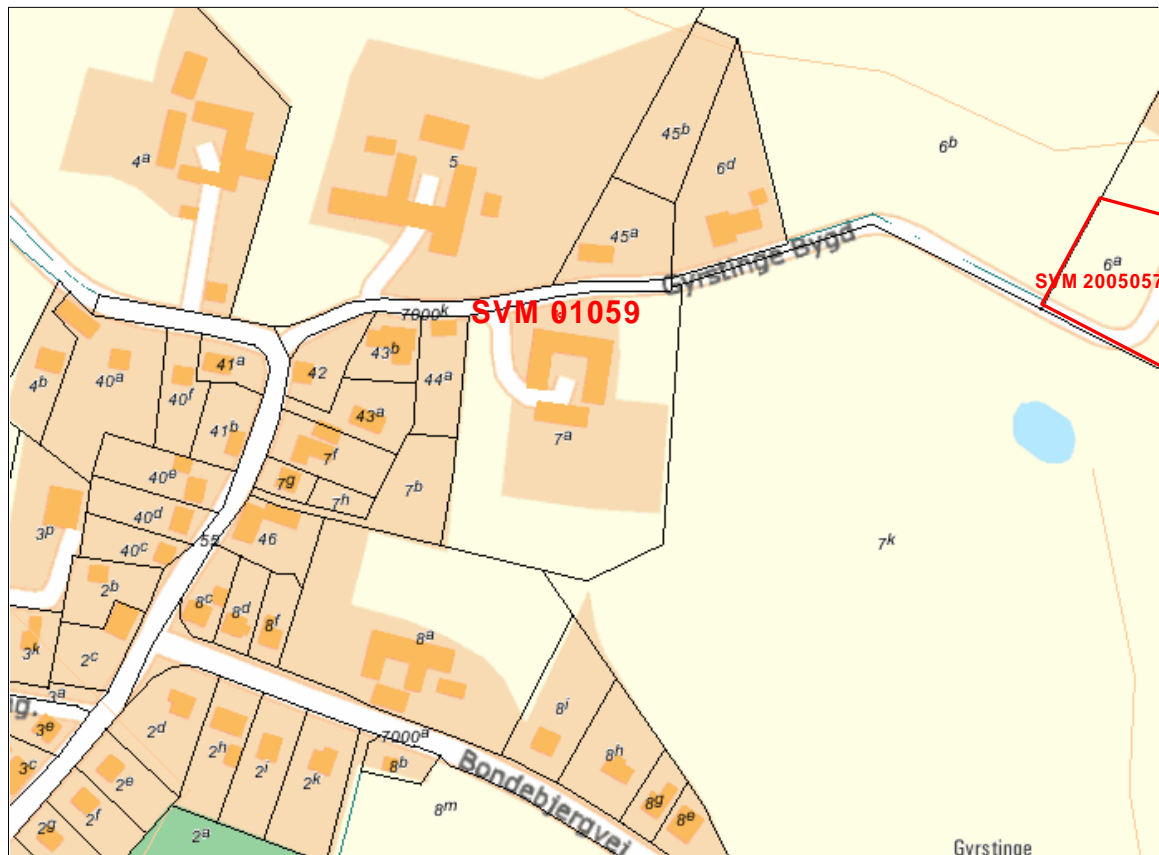 45ᵇ
6ᵇ
4ᵃ
5
6ᵈ
45ᵃ
Gyrstinge Bygd
6ᵃ
SVM 2005057
7000ᵏ
SVM 01059
43ᵇ
41ᵃ
42
4ᵇ
40ᵃ
40ᶠ
44ᵃ
43ᵃ
41ᵇ
7ᵃ
7ᶠ
40ᵉ
7ᵍ
7ʰ
7ᵇ
40ᵈ
3ᵖ
40ᶜ
55
46
7ᵏ
2ᵇ
8ᶜ
8ᵈ
8ᶠ
8ᵃ
3ᵏ
2ᶜ
3ᵃ
g.
3ᵉ
2ᵈ
2ʰ
2ⁱ
2ᵏ
7000ᵃ
8ⁱ
8ʰ
3ᶜ
2ᵉ
8ᵇ
Bondebjergvej
8ᵍ
8ᵉ
2ᶠ
2ᵍ
2ᵃ
8ᵐ
Gyrstinge